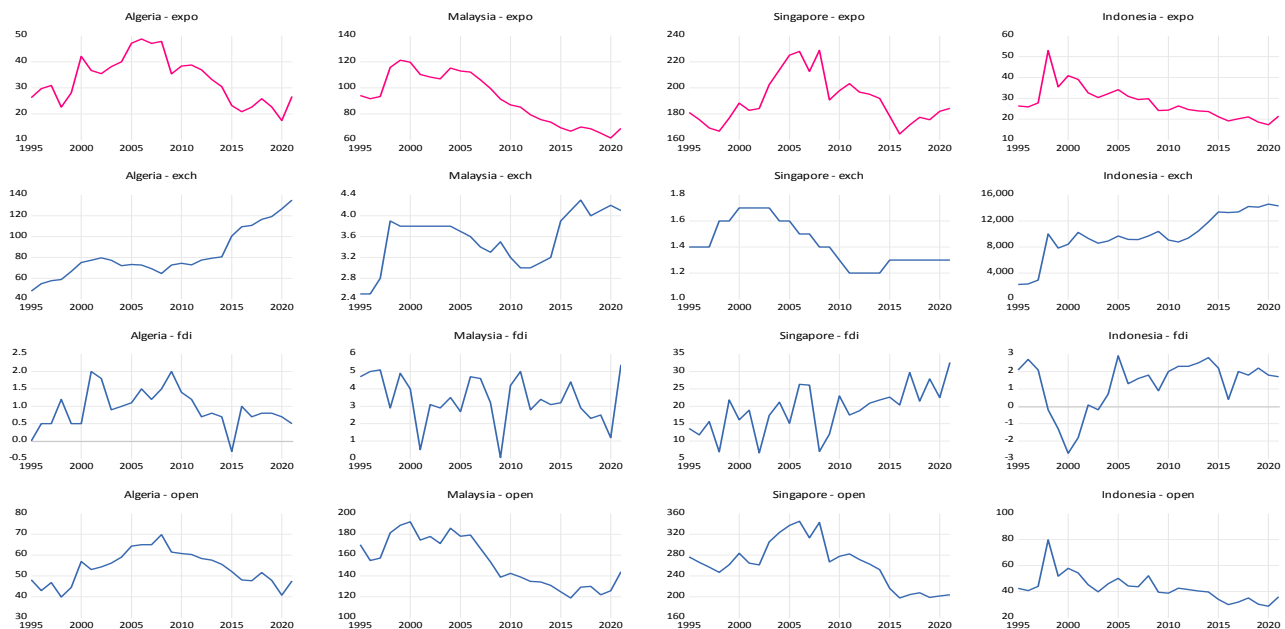 Algeria - expo
50
40
30
20
10
1995 2000 2005 2010 2015 2020
Malaysia - expo
140
120
100
80
60
1995 2000 2005 2010 2015 2020
Singapore - expo
240
220
200
180
160
1995 2000 2005 2010 2015 2020
Indonesia - expo
60
50
40
30
20
10
1995 2000 2005 2010 2015 2020
Algeria - exch
140
120
100
80
60
40
1995 2000 2005 2010 2015 2020
Malaysia - exch
4.4
4.0
3.6
3.2
2.8
2.4
1995 2000 2005 2010 2015 2020
Singapore - exch
1.8
1.6
1.4
1.2
1.0
1995 2000 2005 2010 2015 2020
Indonesia - exch
16,000
12,000
8,000
4,000
0
1995 2000 2005 2010 2015 2020
Algeria - fdi
2.5
2.0
1.5
1.0
0.5
0.0
-0.5
1995 2000 2005 2010 2015 2020
Malaysia - fdi
6
5
4
3
2
1
0
1995 2000 2005 2010 2015 2020
Singapore - fdi
35
30
25
20
15
10
5
1995 2000 2005 2010 2015 2020
Indonesia - fdi
3
2
1
0
-1
-2
-3
1995 2000 2005 2010 2015 2020
Algeria - open
80
70
60
50
40
30
1995 2000 2005 2010 2015 2020
Malaysia - open
200
180
160
140
120
100
1995 2000 2005 2010 2015 2020
Singapore - open
360
320
280
240
200
160
1995 2000 2005 2010 2015 2020
Indonesia - open
100
80
60
40
20
1995 2000 2005 2010 2015 2020